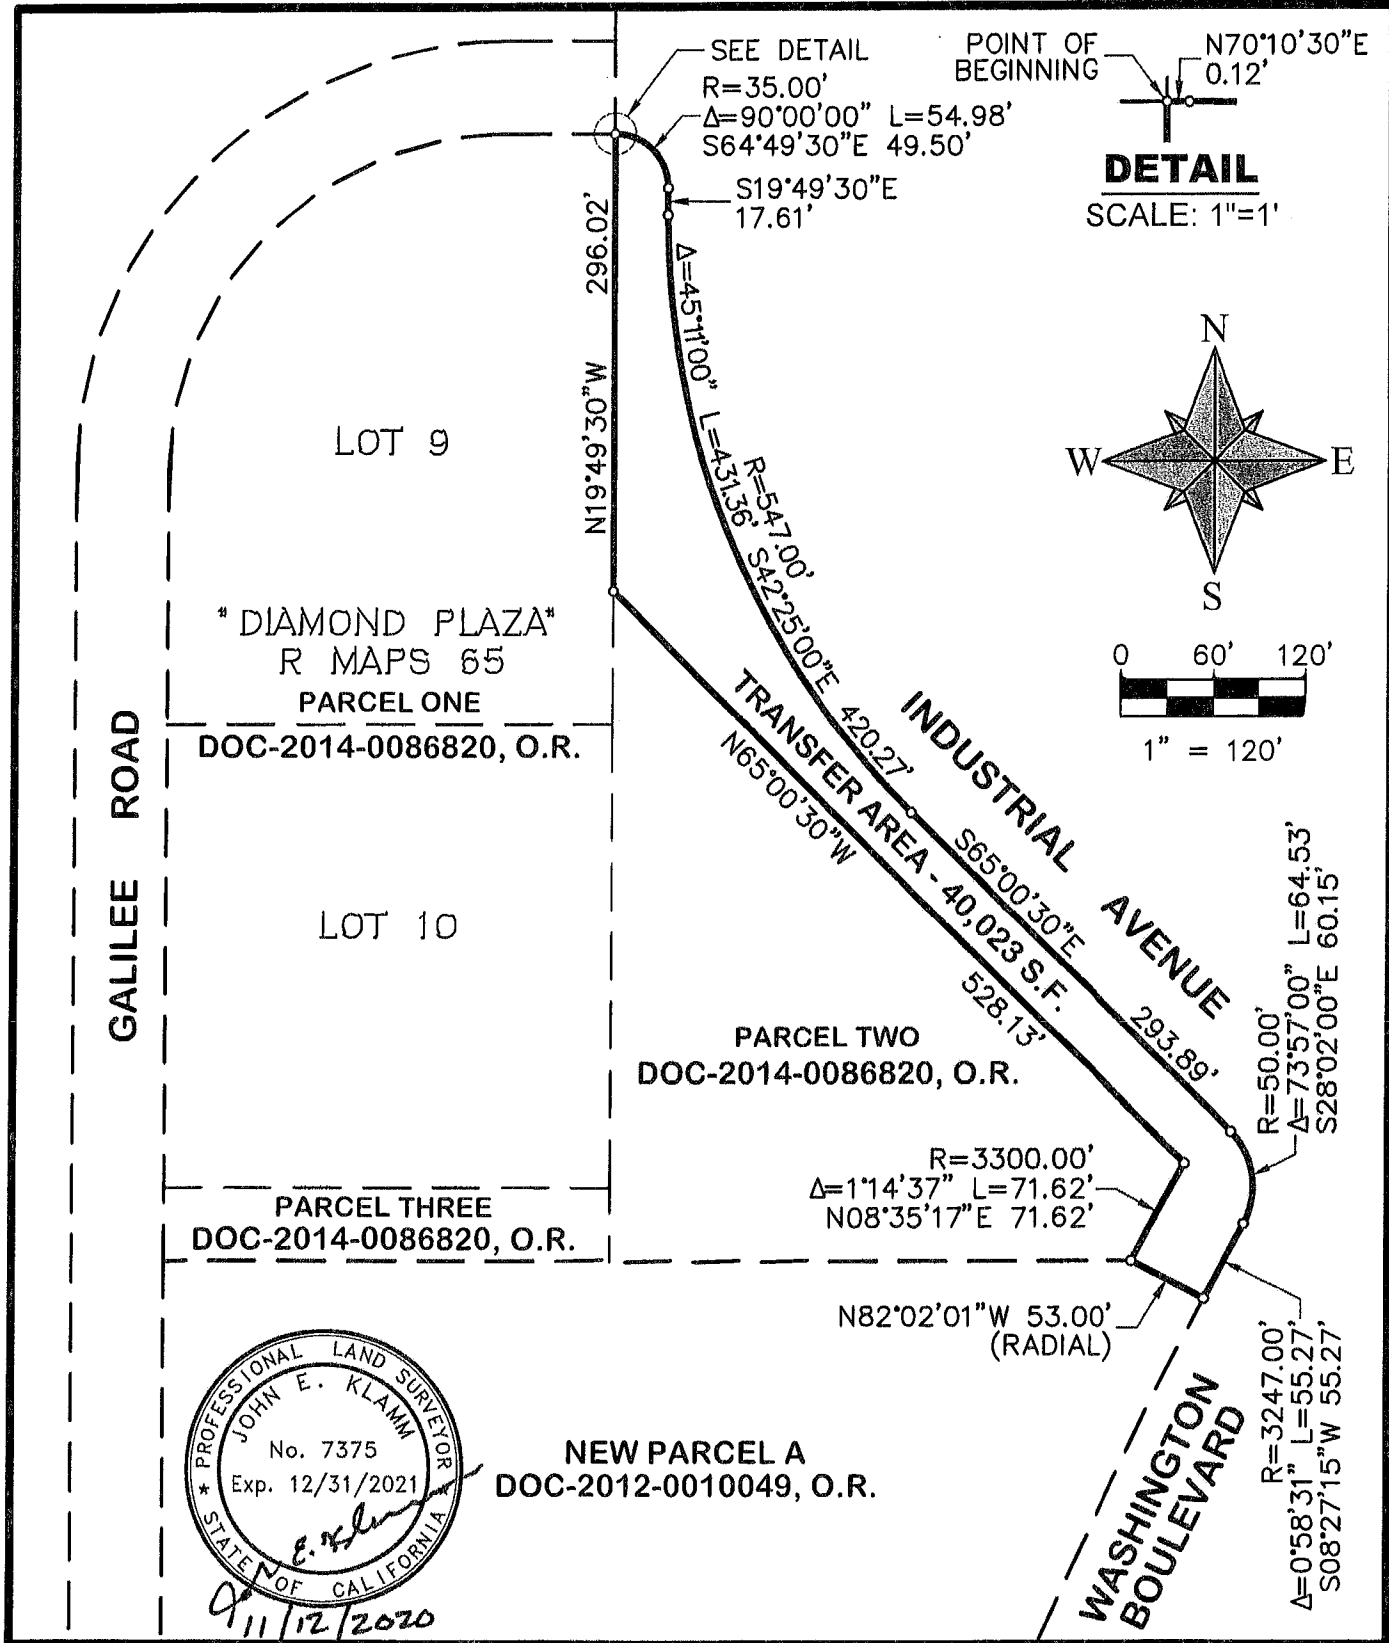 SEE DETAIL
R=35.00'
Δ=90°00'00" L=54.98'
S64°49'30"E 49.50'
S19°49'30"E
17.61'
POINT OF
BEGINNING
N70°10'30"E
0.12'
DETAIL
SCALE: 1"=1'
N19°49'30"W 296.02'
Δ=45°11'00" L=431.36'
R=547.00'
S42°25'00"E 420.27'
N
W E
S
0 60' 120'
1" = 120'
LOT 9
"DIAMOND PLAZA"
R MAPS 65
PARCEL ONE
DOC-2014-0086820, O.R.
GALILEE ROAD
LOT 10
TRANSFER AREA - 40,023 S.F.
N65°00'30"W 528.13'
INDUSTRIAL AVENUE
S65°00'30"E 293.89'
PARCEL TWO
DOC-2014-0086820, O.R.
R=50.00'
Δ=73°57'00" L=64.53'
S28°02'00"E 60.15'
R=3300.00'
Δ=1°14'37" L=71.62'
N08°35'17"E 71.62'
PARCEL THREE
DOC-2014-0086820, O.R.
N82°02'01"W 53.00'
(RADIAL)
R=3247.00'
Δ=0°58'31" L=55.27'
S08°27'15"W 55.27'
WASHINGTON
BOULEVARD
NEW PARCEL A
DOC-2012-0010049, O.R.
* PROFESSIONAL LAND SURVEYOR *
JOHN E. KLAMM
No. 7375
Exp. 12/31/2021
STATE OF CALIFORNIA
11/12/2020